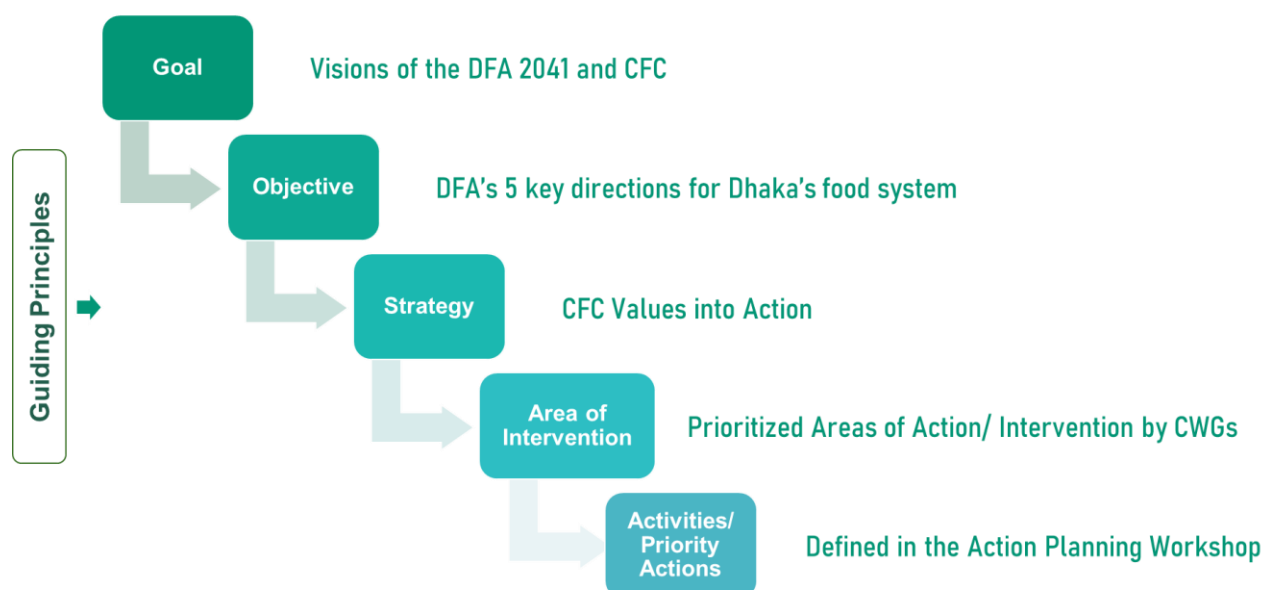 Goal
Visions of the DFA 2041 and CFC
Guiding Principles
Objective
DFA's 5 key directions for Dhaka's food system
Strategy
CFC Values into Action
Area of
Intervention
Prioritized Areas of Action/ Intervention by CWGs
Activities/
Priority
Actions
Defined in the Action Planning Workshop